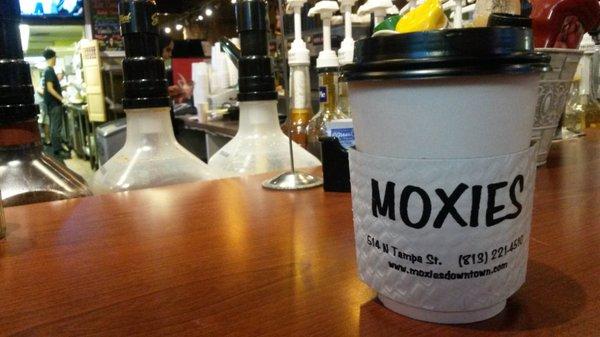 MOXIES
514 N Tampa St. (813) 221-4510
www.moxiesdowntown.com